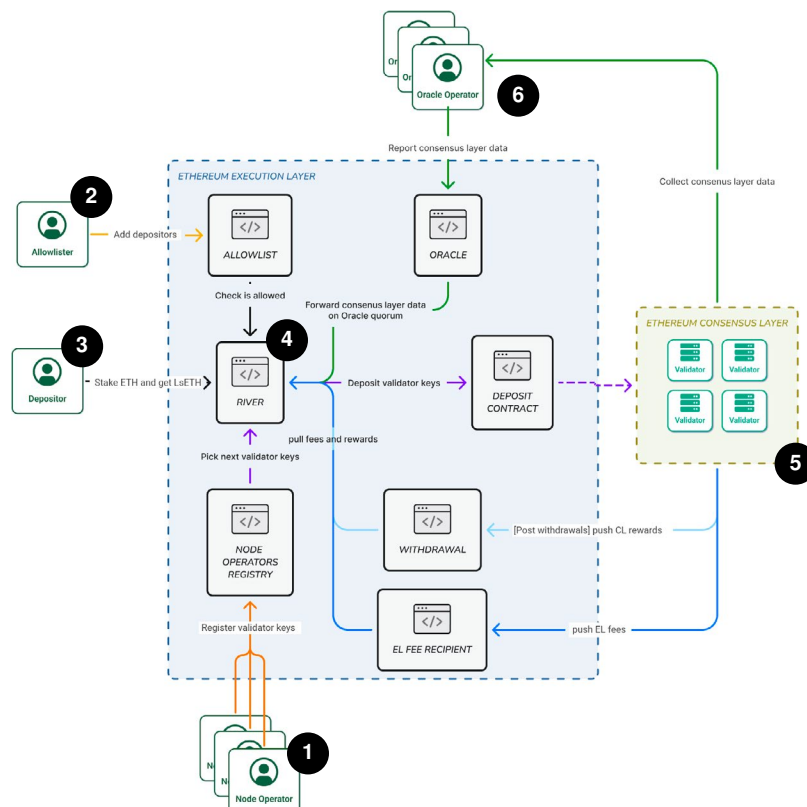 Or
Or
Oracle Operator
6
Report consensus layer data
ETHEREUM EXECUTION LAYER
Collect consenus layer data
2
Allowlister
Add depositors
</>
ALLOWLIST
</>
ORACLE
Check is allowed
Forward consenus layer data
on Oracle quorum
ETHEREUM CONSENSUS LAYER
Validator
Validator
Validator
Validator
5
3
Depositor
Stake ETH and get LsETH
4
</>
RIVER
Deposit validator keys
</>
DEPOSIT
CONTRACT
pull fees and rewards
Pick next validator keys
</>
NODE
OPERATORS
REGISTRY
</>
WITHDRAWAL
[Post withdrawals] push CL rewards
</>
EL FEE RECIPIENT
push EL fees
Register validator keys
1
N
N
Node Operator